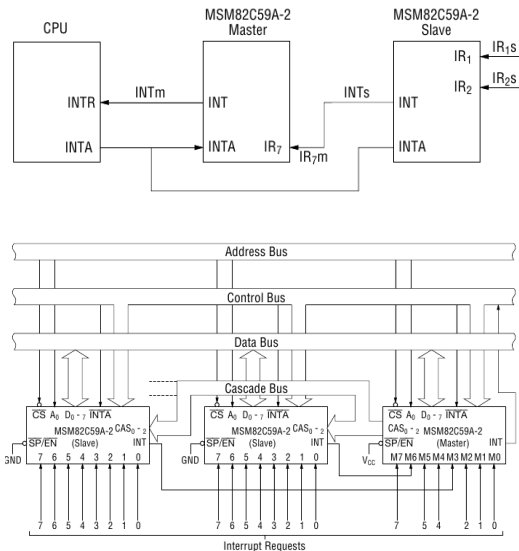 CPU
MSM82C59A-2
Master
MSM82C59A-2
Slave
IR1
IR1s
IR2
IR2s
INTR
INTm
INT
INTs
INT
INTA
INTA
IR7
IR7m
INTA
Address Bus
Control Bus
Data Bus
Cascade Bus
CS A0 D0 - 7 INTA
MSM82C59A-2
CAS0 - 2
(Slave)
SP/EN
INT
GND
7 6 5 4 3 2 1 0
7 6 5 4 3 2 1 0
CS A0 D0 - 7 INTA
MSM82C59A-2
CAS0 - 2
(Slave)
SP/EN
INT
GND
7 6 5 4 3 2 1 0
7 6 5 4 3 2 1 0
CS A0 D0 - 7 INTA
CAS0 - 2
MSM82C59A-2
(Master)
SP/EN
INT
VCC
M7 M6 M5 M4 M3 M2 M1 M0
7 5 4 2 1 0
Interrupt Requests